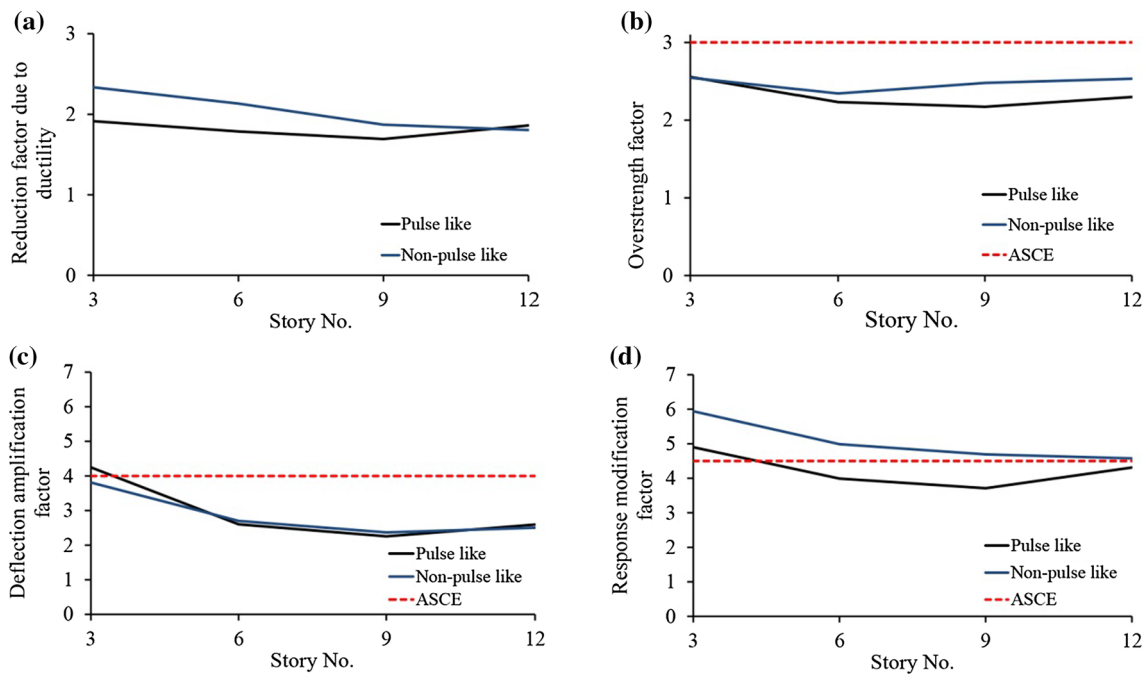 (a)
3
2
1
0
Reduction factor due to
ductility
Pulse like
Non-pulse like
3 6 9 12
Story No.
(b)
3
2
1
0
Overstrength factor
Pulse like
Non-pulse like
ASCE
3 6 9 12
Story No.
(c)
7
6
5
4
3
2
1
0
Deflection amplification
factor
Pulse like
Non-pulse like
ASCE
3 6 9 12
Story No.
(d)
7
6
5
4
3
2
1
0
Response modification
factor
Pulse like
Non-pulse like
ASCE
3 6 9 12
Story No.